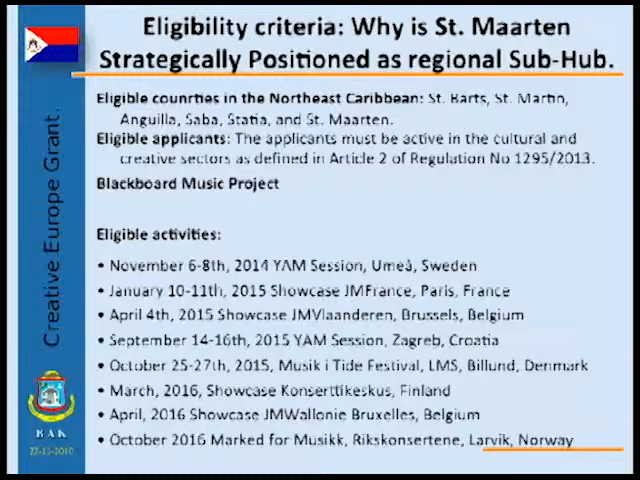 Eligibility criteria: Why is St. Maarten
Strategically Positioned as regional Sub-Hub.
Creative Europe Grant.
Eligible counrties in the Northeast Caribbean: St. Barts, St. Martin,
Anguilla, Saba, Statia, and St. Maarten.
Eligible applicants: The applicants must be active in the cultural and
creative sectors as defined in Article 2 of Regulation No 1295/2013.
Blackboard Music Project
Eligible activities:
• November 6-8th, 2014 YAM Session, Umeå, Sweden
• January 10-11th, 2015 Showcase JMFrance, Paris, France
• April 4th, 2015 Showcase JMVlaanderen, Brussels, Belgium
• September 14-16th, 2015 YAM Session, Zagreb, Croatia
• October 25-27th, 2015, Musik i Tide Festival, LMS, Billund, Denmark
• March, 2016, Showcase Konserttikeskus, Finland
• April, 2016 Showcase JMWallonie Bruxelles, Belgium
• October 2016 Marked for Musikk, Rikskonsertene, Larvik, Norway
BAK